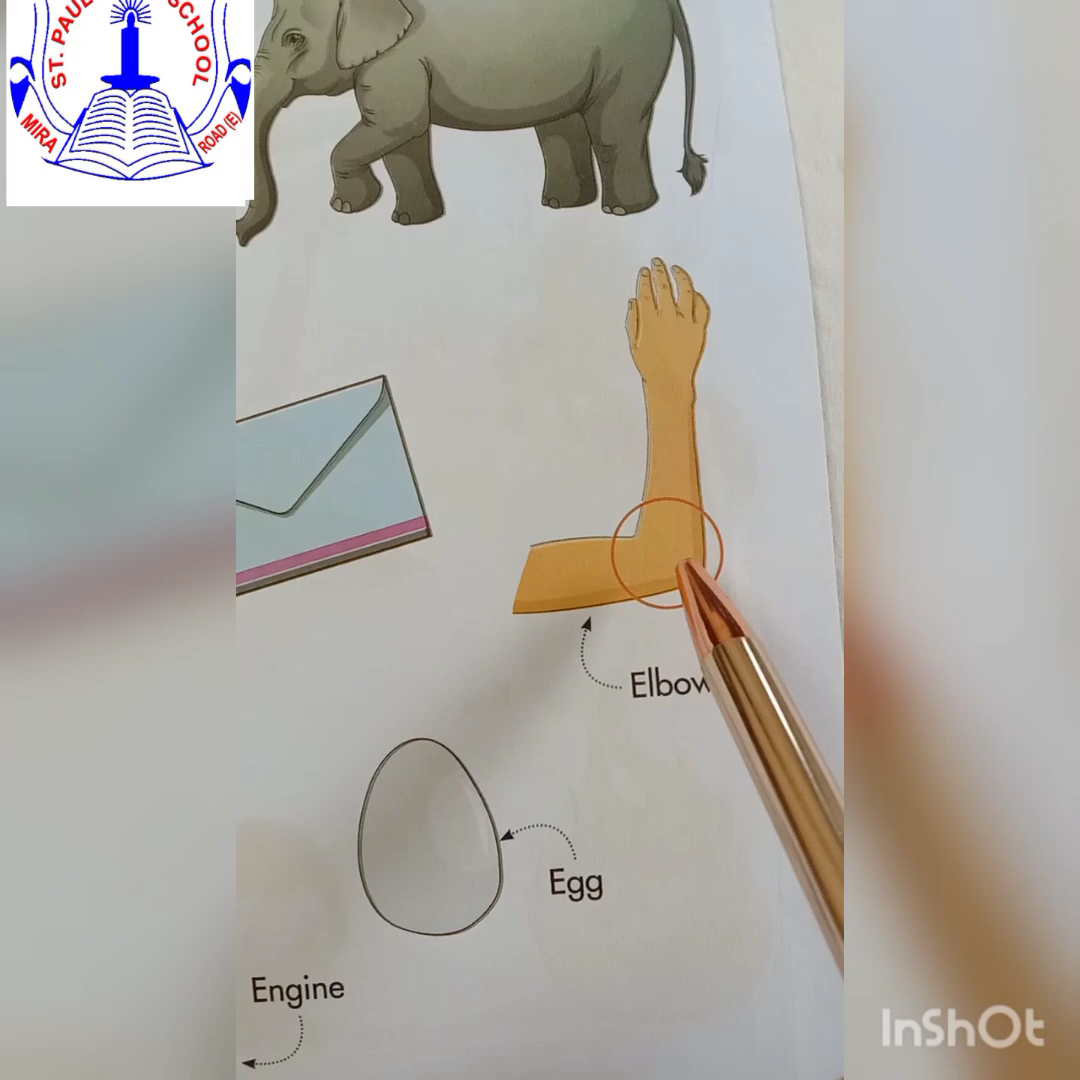 ST. PAUL
SCHOOL
MIRA
ROAD (E)
Elbow
Egg
Engine
InShOt